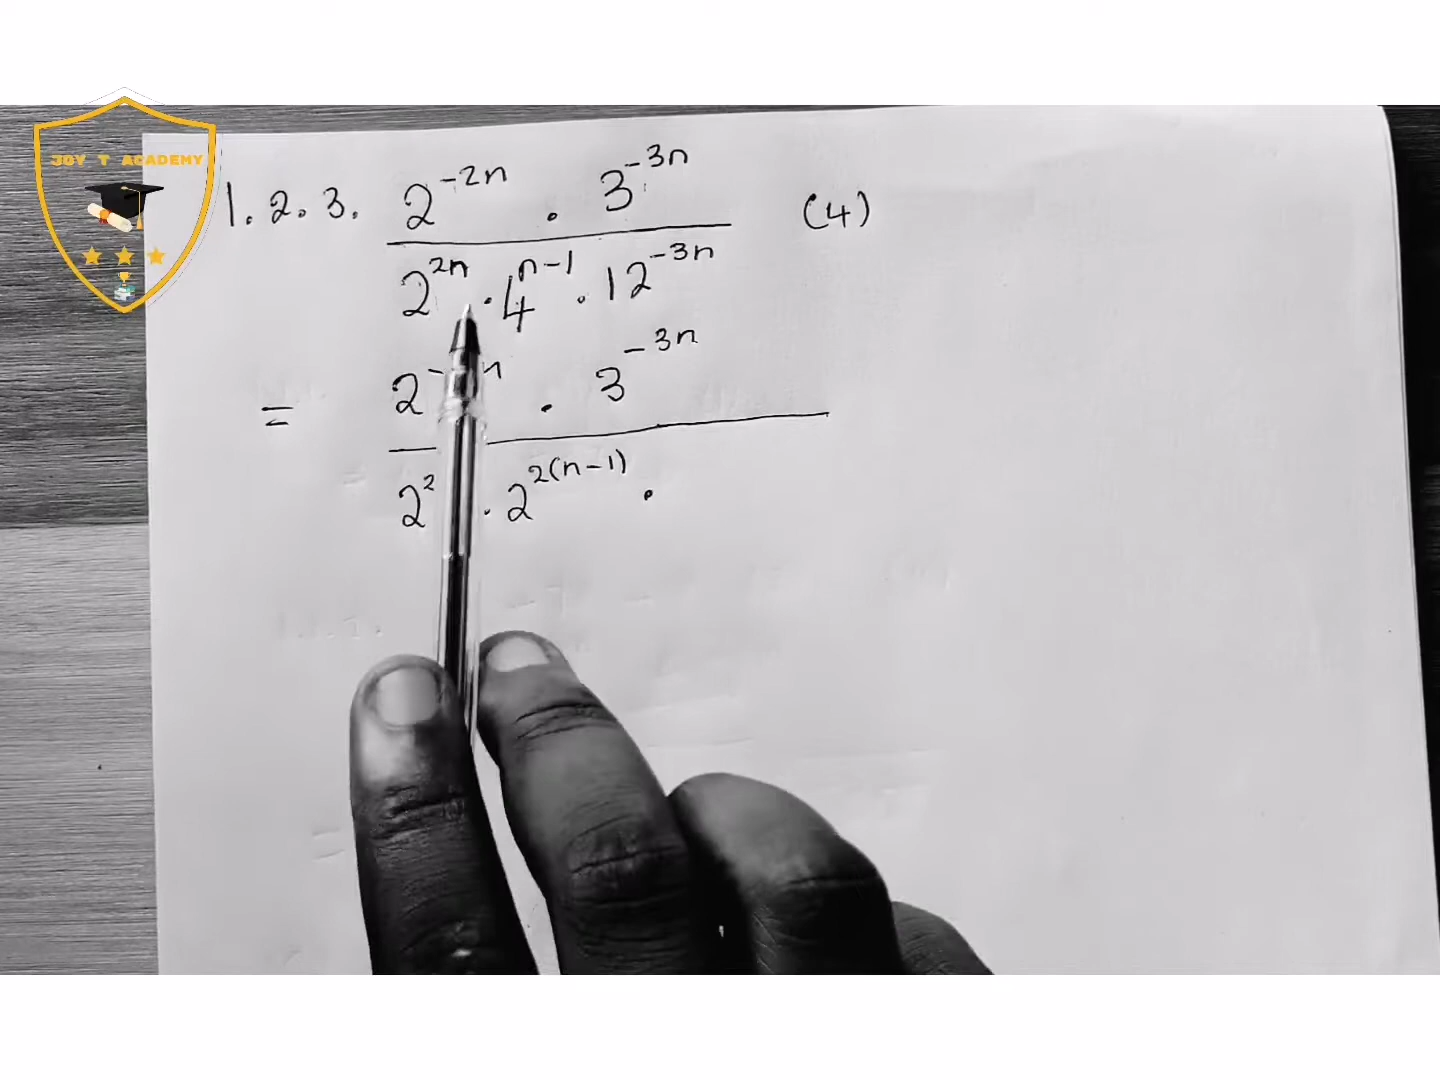 JOY T ACADEMY
1.2.3. 2^{-2n} . 3^{-3n} (4)
2^{2n} . 4^{n-1} . 12^{-3n}
= 2^{- n} . 3^{-3n}
2^{2} . 2^{2(n-1)} .